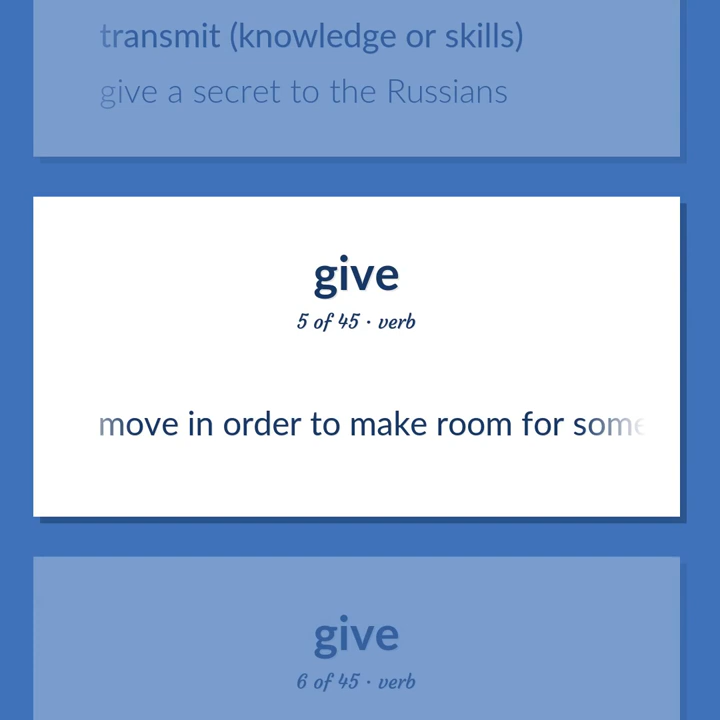 transmit (knowledge or skills)
give a secret to the Russians
give
5 of 45 · verb
move in order to make room for some
give
6 of 45 · verb